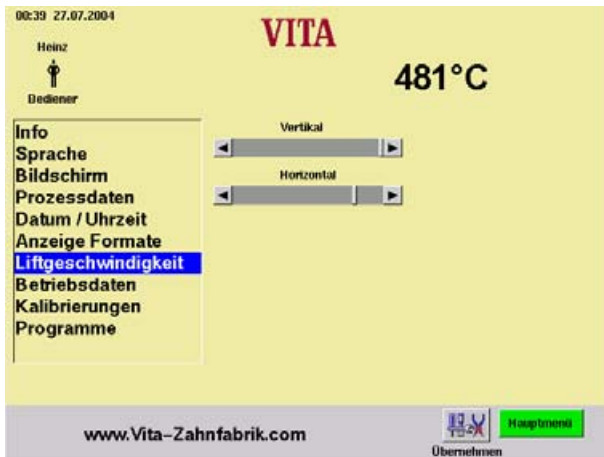 00:39 27.07.2004
VITA
Heinz
481°C
Bediener
Info
Sprache
Bildschirm
Prozessdaten
Datum / Uhrzeit
Anzeige Formate
Liftgeschwindigkeit
Betriebsdaten
Kalibrierungen
Programme
Vertikal
Horizontal
www.Vita-Zahnfabrik.com
Übernehmen
Hauptmenü